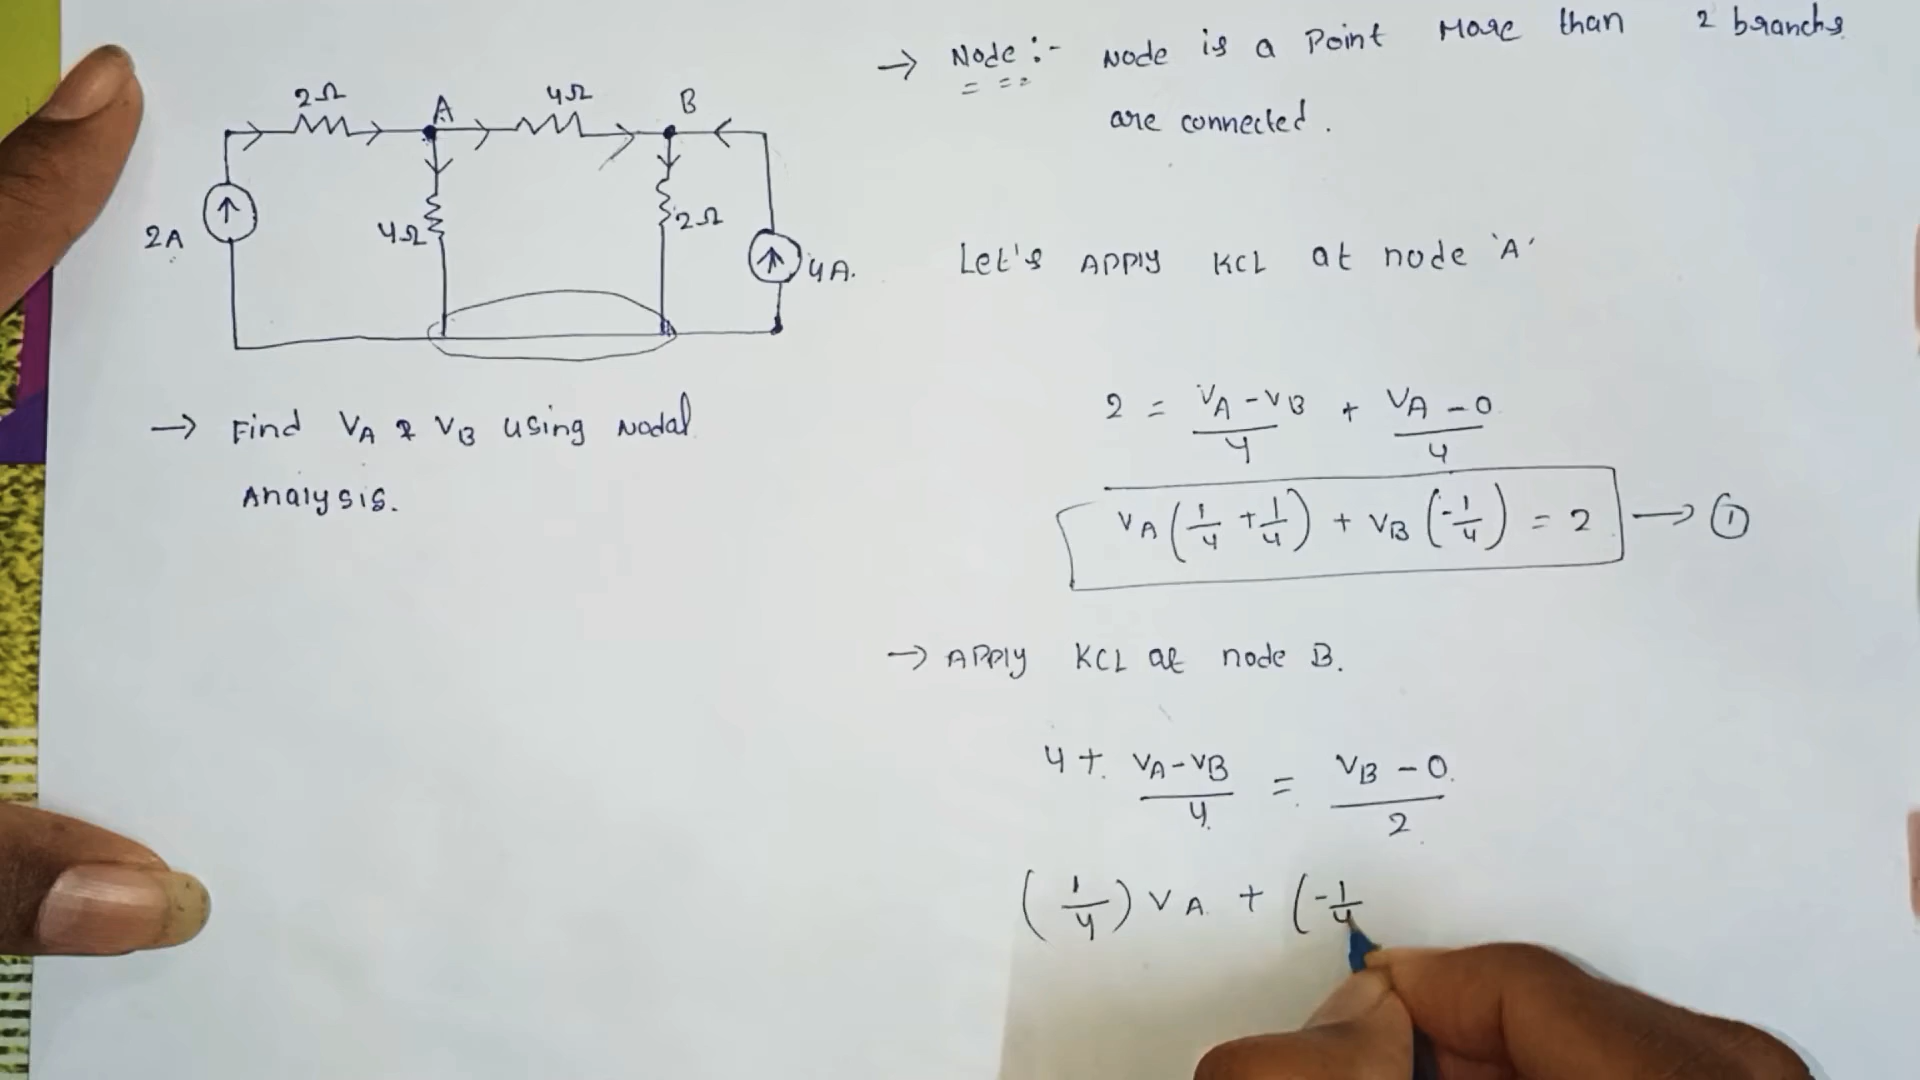 2Ω A 4Ω B
2A 4Ω 2Ω 4A.
→ Find VA & VB using Nodal
Analysis.
→ Node :- Node is a Point More than 2 branchs
are connected.
Let's APPly KCL at node 'A'
2 = (VA - VB)/4 + (VA - 0)/4
VA (1/4 + 1/4) + VB (-1/4) = 2 → ①
→ APPly KCL at node B.
4 + (VA - VB)/4 = (VB - 0)/2
(1/4) VA + (-1/4